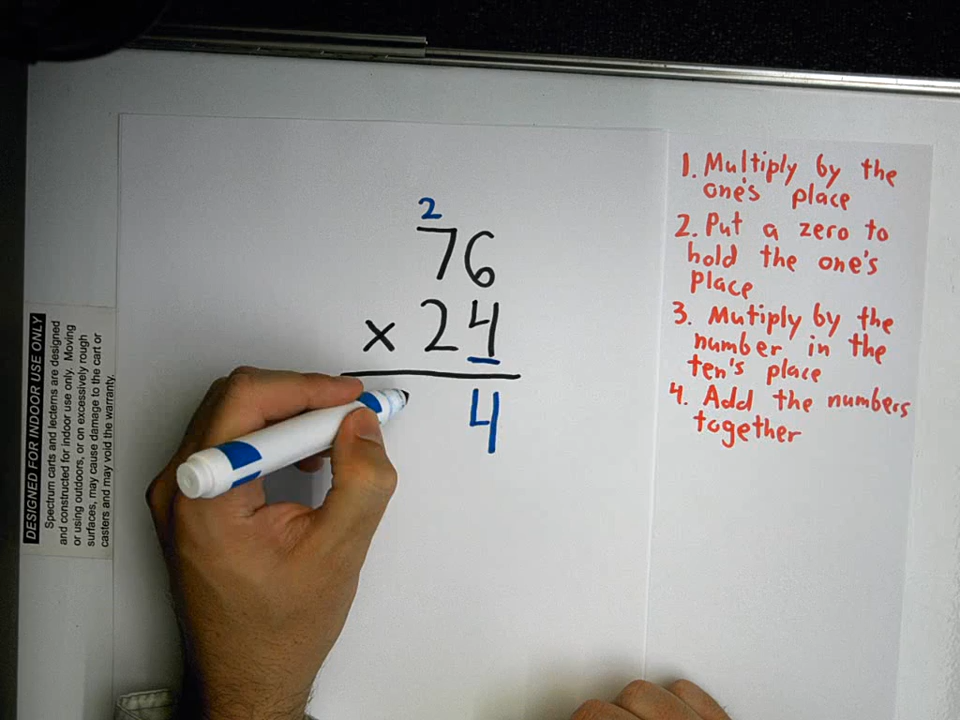 DESIGNED FOR INDOOR USE ONLY
Spectrum carts and lecterns are designed
and constructed for indoor use only. Moving
or using outdoors, or on excessively rough
surfaces, may cause damage to the cart or
casters and may void the warranty.
2
76
x 24
4
1. Multiply by the
one's place
2. Put a zero to
hold the one's
place
3. Mutiply by the
number in the
ten's place
4. Add the numbers
together